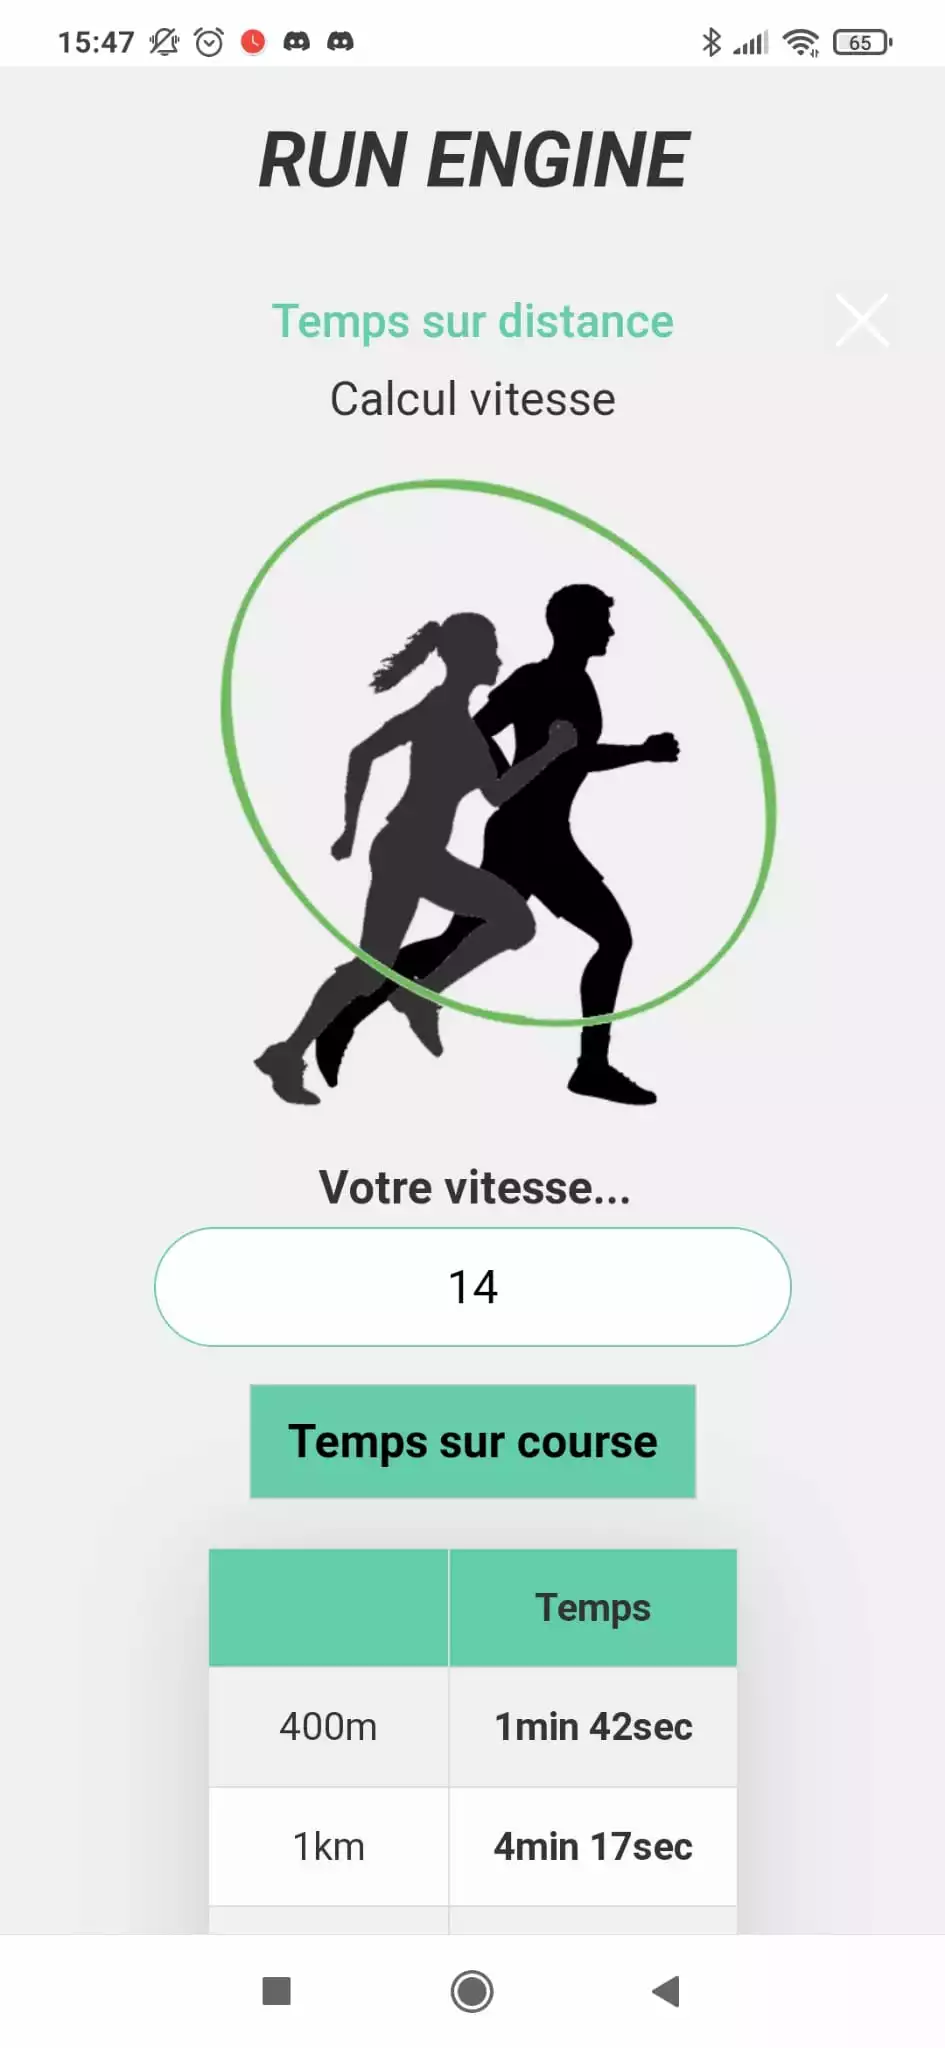 15:47
65
RUN ENGINE
Temps sur distance
Calcul vitesse
Votre vitesse...
14
Temps sur course
Temps
400m 1min 42sec
1km 4min 17sec